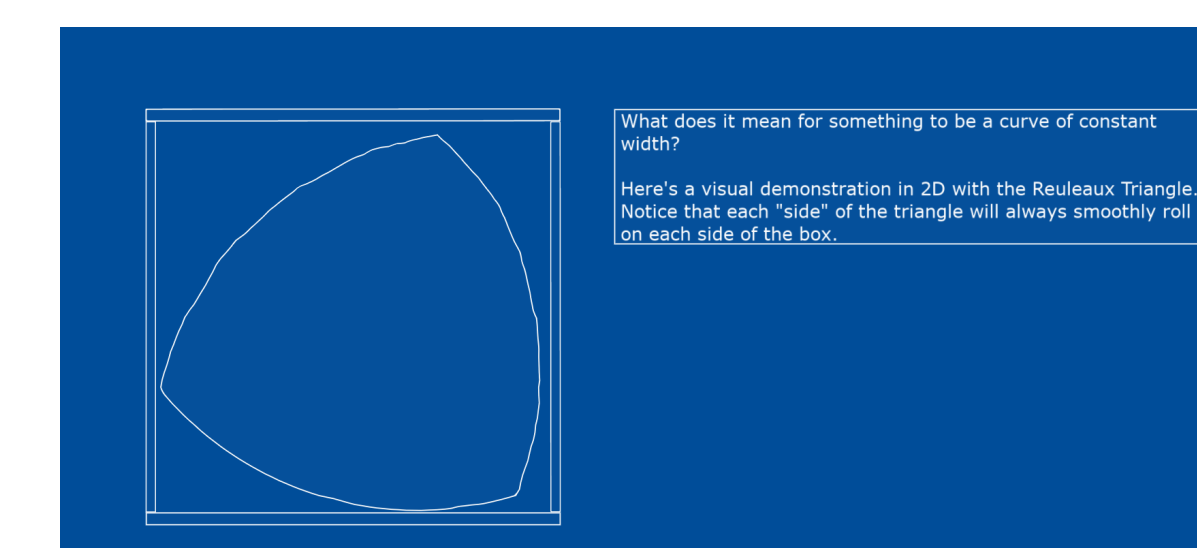 What does it mean for something to be a curve of constant
width?
Here's a visual demonstration in 2D with the Reuleaux Triangle.
Notice that each "side" of the triangle will always smoothly roll
on each side of the box.